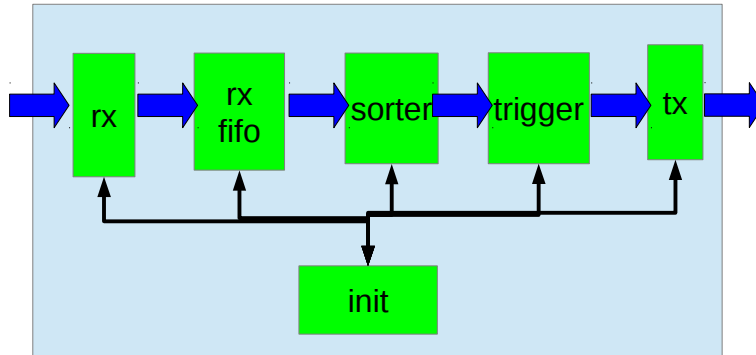 rx
rx
fifo
sorter
trigger
tx
init